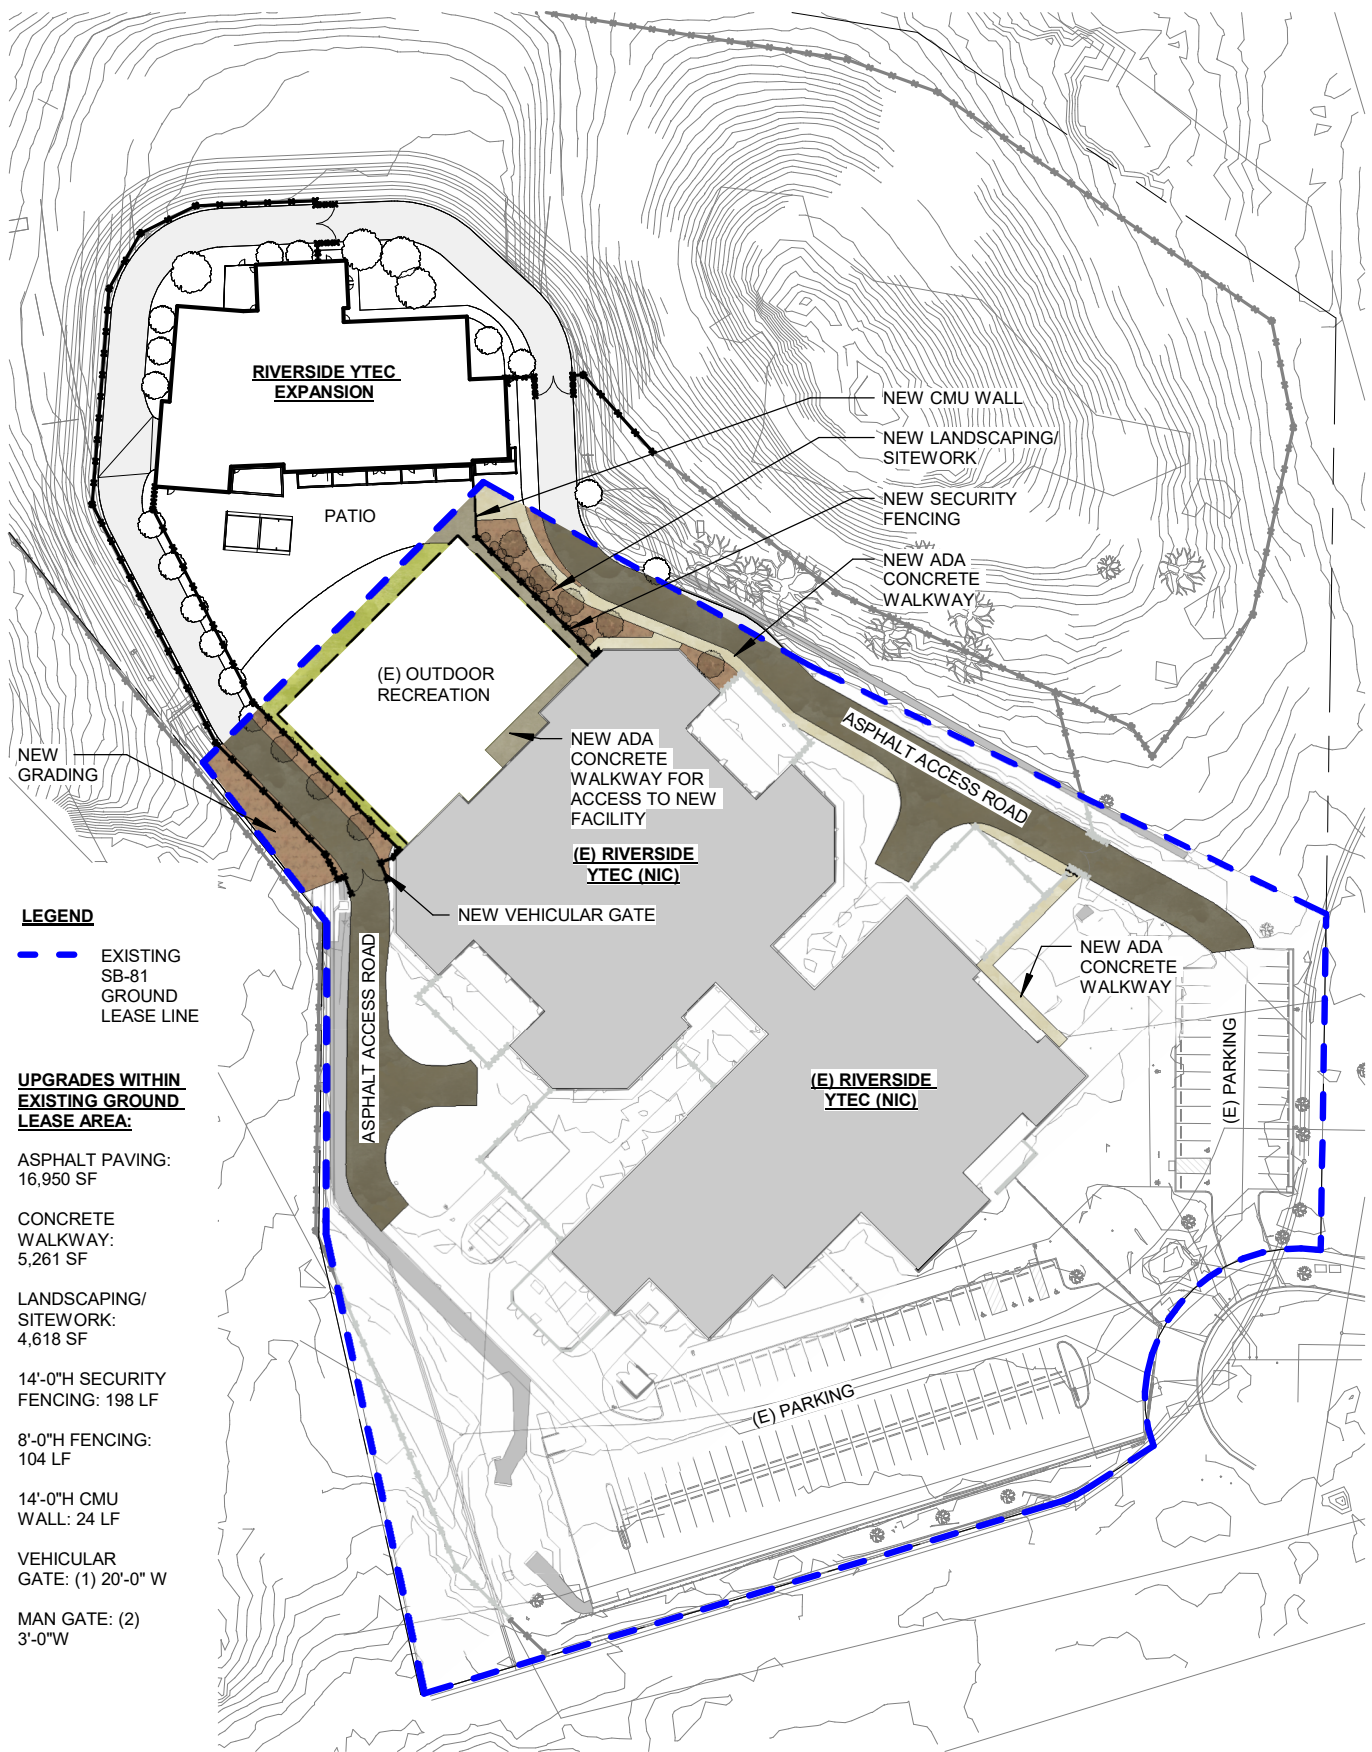 RIVERSIDE YTEC
EXPANSION
NEW CMU WALL
NEW LANDSCAPING/
SITEWORK
NEW SECURITY
FENCING
PATIO
NEW ADA
CONCRETE
WALKWAY
(E) OUTDOOR
RECREATION
NEW
GRADING
ASPHALT ACCESS ROAD
NEW ADA
CONCRETE
WALKWAY FOR
ACCESS TO NEW
FACILITY
(E) RIVERSIDE
YTEC (NIC)
NEW VEHICULAR GATE
NEW ADA
CONCRETE
WALKWAY
ASPHALT ACCESS ROAD
(E) PARKING
(E) RIVERSIDE
YTEC (NIC)
(E) PARKING
LEGEND
EXISTING
SB-81
GROUND
LEASE LINE
UPGRADES WITHIN
EXISTING GROUND
LEASE AREA:
ASPHALT PAVING:
16,950 SF
CONCRETE
WALKWAY:
5,261 SF
LANDSCAPING/
SITEWORK:
4,618 SF
14'-0"H SECURITY
FENCING: 198 LF
8'-0"H FENCING:
104 LF
14'-0"H CMU
WALL: 24 LF
VEHICULAR
GATE: (1) 20'-0" W
MAN GATE: (2)
3'-0"W